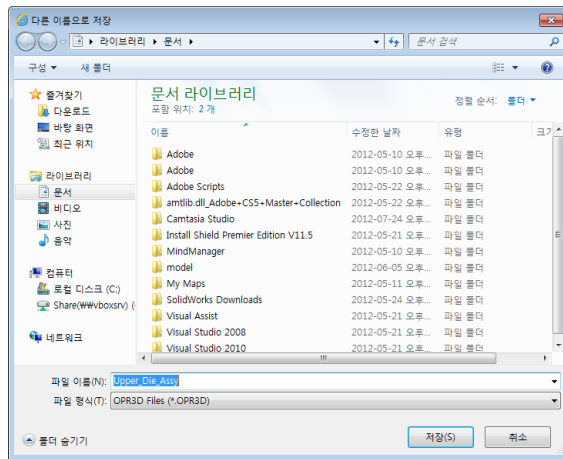 다른 이름으로 저장
라이브러리 ▸ 문서 ▸
문서 검색
구성 ▼ 새 폴더
즐겨찾기
다운로드
바탕 화면
최근 위치
라이브러리
문서
비디오
사진
음악
컴퓨터
로컬 디스크 (C:)
Share(₩₩vboxsrv) (
네트워크
문서 라이브러리
포함 위치: 2개
정렬 순서: 폴더 ▼
이름 수정한 날짜 유형 크기
Adobe 2012-05-10 오후... 파일 폴더
Adobe 2012-05-10 오후... 파일 폴더
Adobe Scripts 2012-05-22 오후... 파일 폴더
amtlib.dll_Adobe+CS5+Master+Collection 2012-05-22 오후... 파일 폴더
Camtasia Studio 2012-07-24 오후... 파일 폴더
Install Shield Premier Edition V11.5 2012-05-21 오후... 파일 폴더
MindManager 2012-05-10 오후... 파일 폴더
model 2012-06-05 오후... 파일 폴더
My Maps 2012-05-11 오후... 파일 폴더
SolidWorks Downloads 2012-05-24 오후... 파일 폴더
Visual Assist 2012-05-21 오후... 파일 폴더
Visual Studio 2008 2012-05-21 오후... 파일 폴더
Visual Studio 2010 2012-05-21 오후... 파일 폴더
파일 이름(N): Upper_Die_Assy
파일 형식(T): OPR3D Files (*.OPR3D)
폴더 숨기기
저장(S)
취소